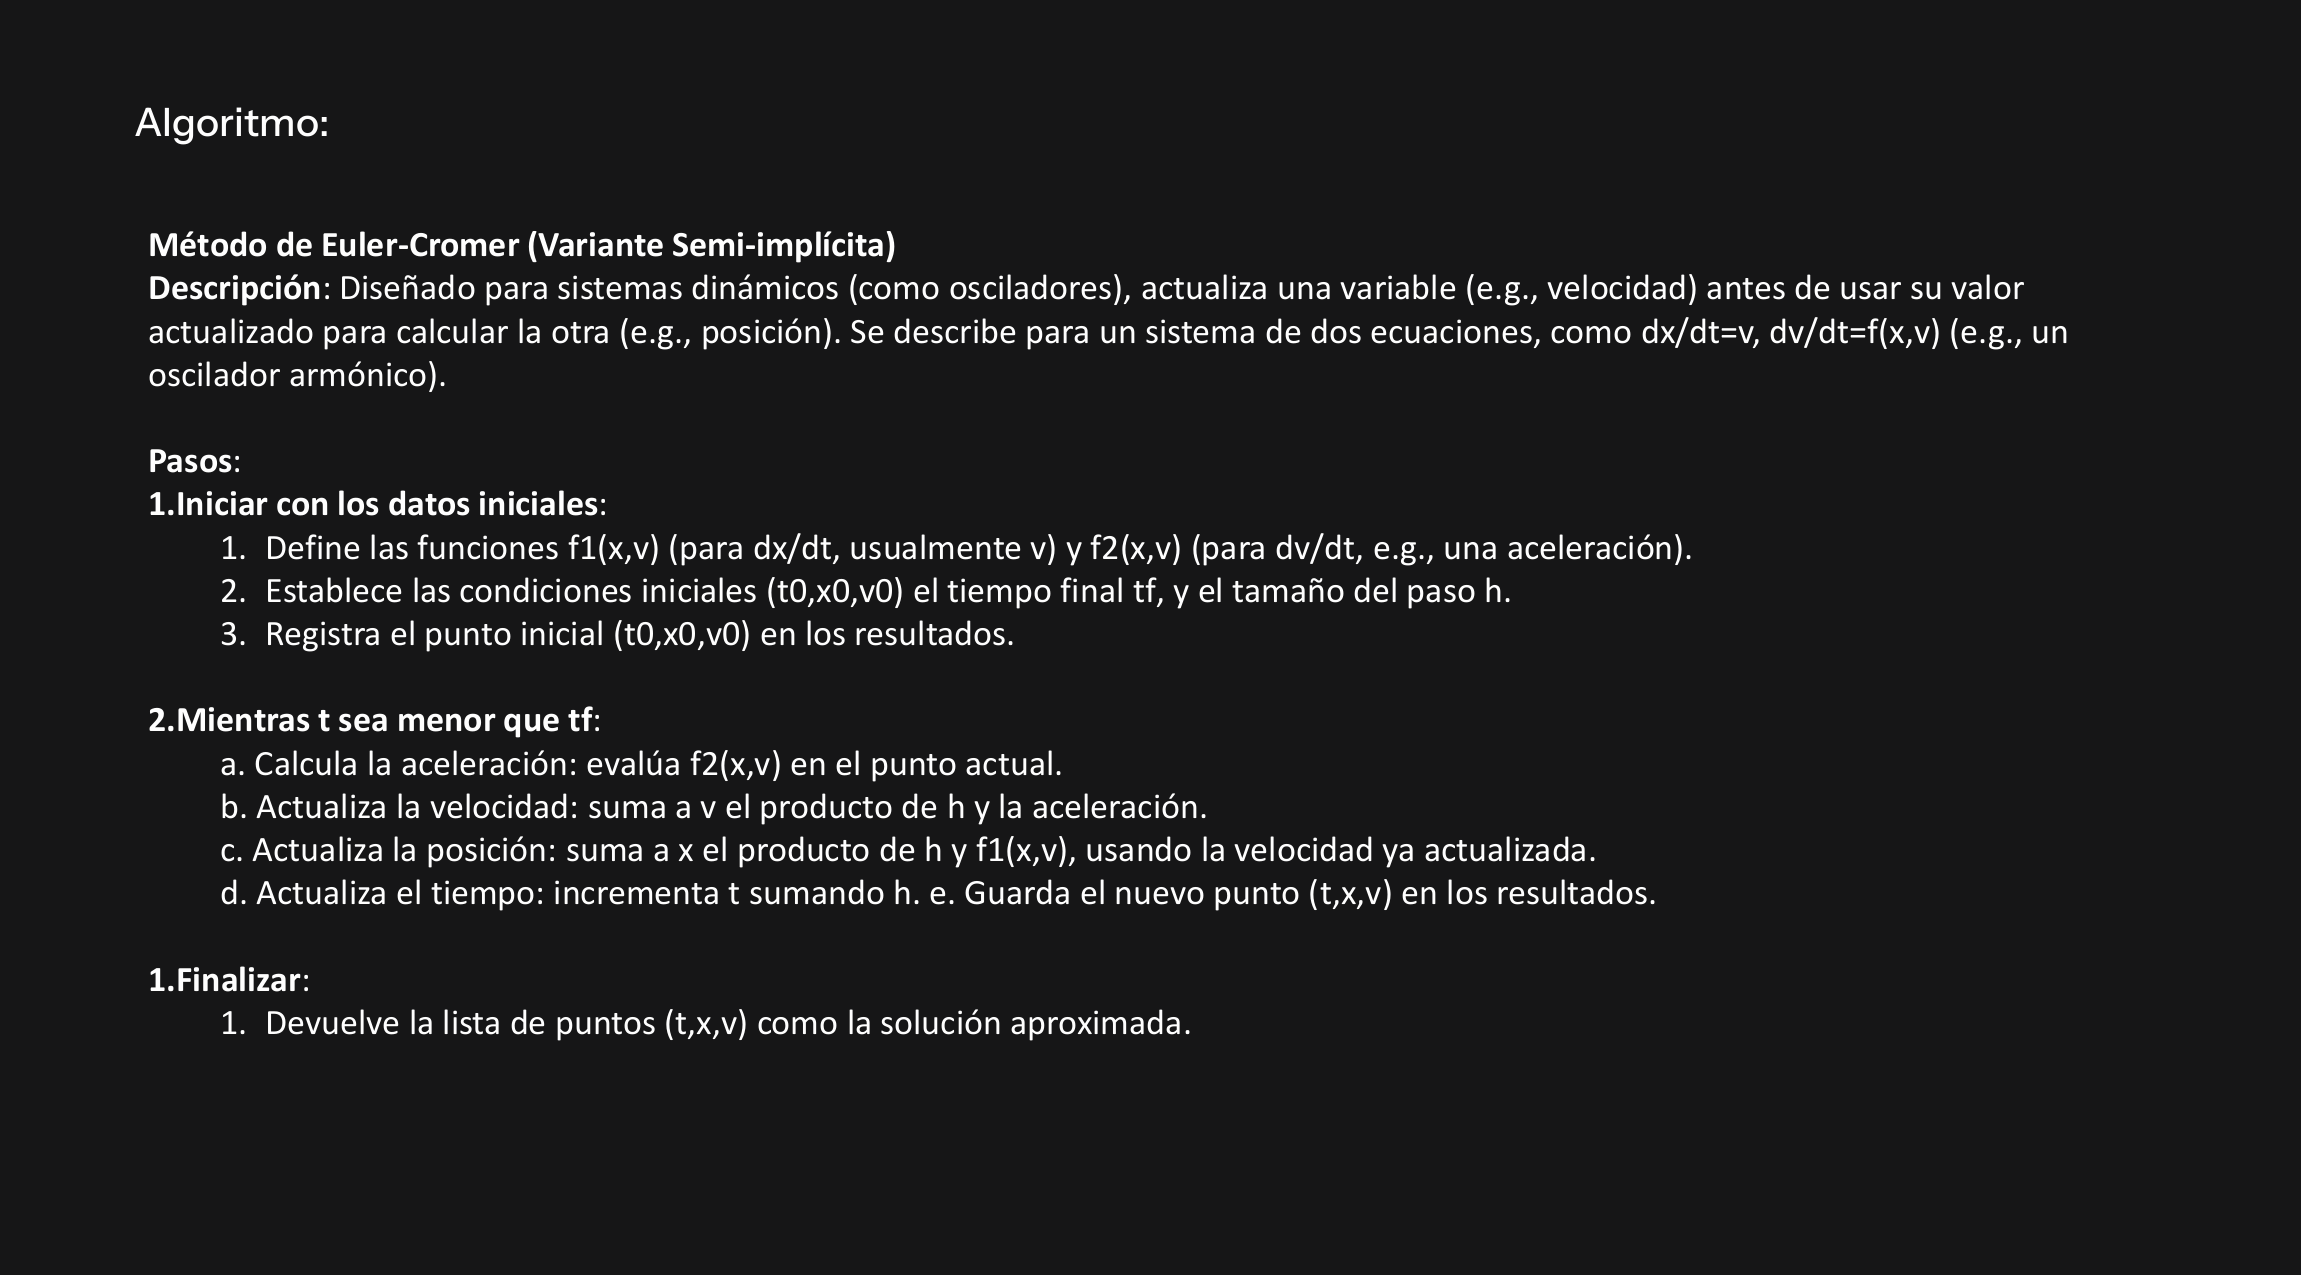 Algoritmo:
Método de Euler-Cromer (Variante Semi-implícita)
Descripción: Diseñado para sistemas dinámicos (como osciladores), actualiza una variable (e.g., velocidad) antes de usar su valor
actualizado para calcular la otra (e.g., posición). Se describe para un sistema de dos ecuaciones, como dx/dt=v, dv/dt=f(x,v) (e.g., un
oscilador armónico).
Pasos:
1.Iniciar con los datos iniciales:
1. Define las funciones f1(x,v) (para dx/dt, usualmente v) y f2(x,v) (para dv/dt, e.g., una aceleración).
2. Establece las condiciones iniciales (t0,x0,v0) el tiempo final tf, y el tamaño del paso h.
3. Registra el punto inicial (t0,x0,v0) en los resultados.
2.Mientras t sea menor que tf:
a. Calcula la aceleración: evalúa f2(x,v) en el punto actual.
b. Actualiza la velocidad: suma a v el producto de h y la aceleración.
c. Actualiza la posición: suma a x el producto de h y f1(x,v), usando la velocidad ya actualizada.
d. Actualiza el tiempo: incrementa t sumando h. e. Guarda el nuevo punto (t,x,v) en los resultados.
1.Finalizar:
1. Devuelve la lista de puntos (t,x,v) como la solución aproximada.